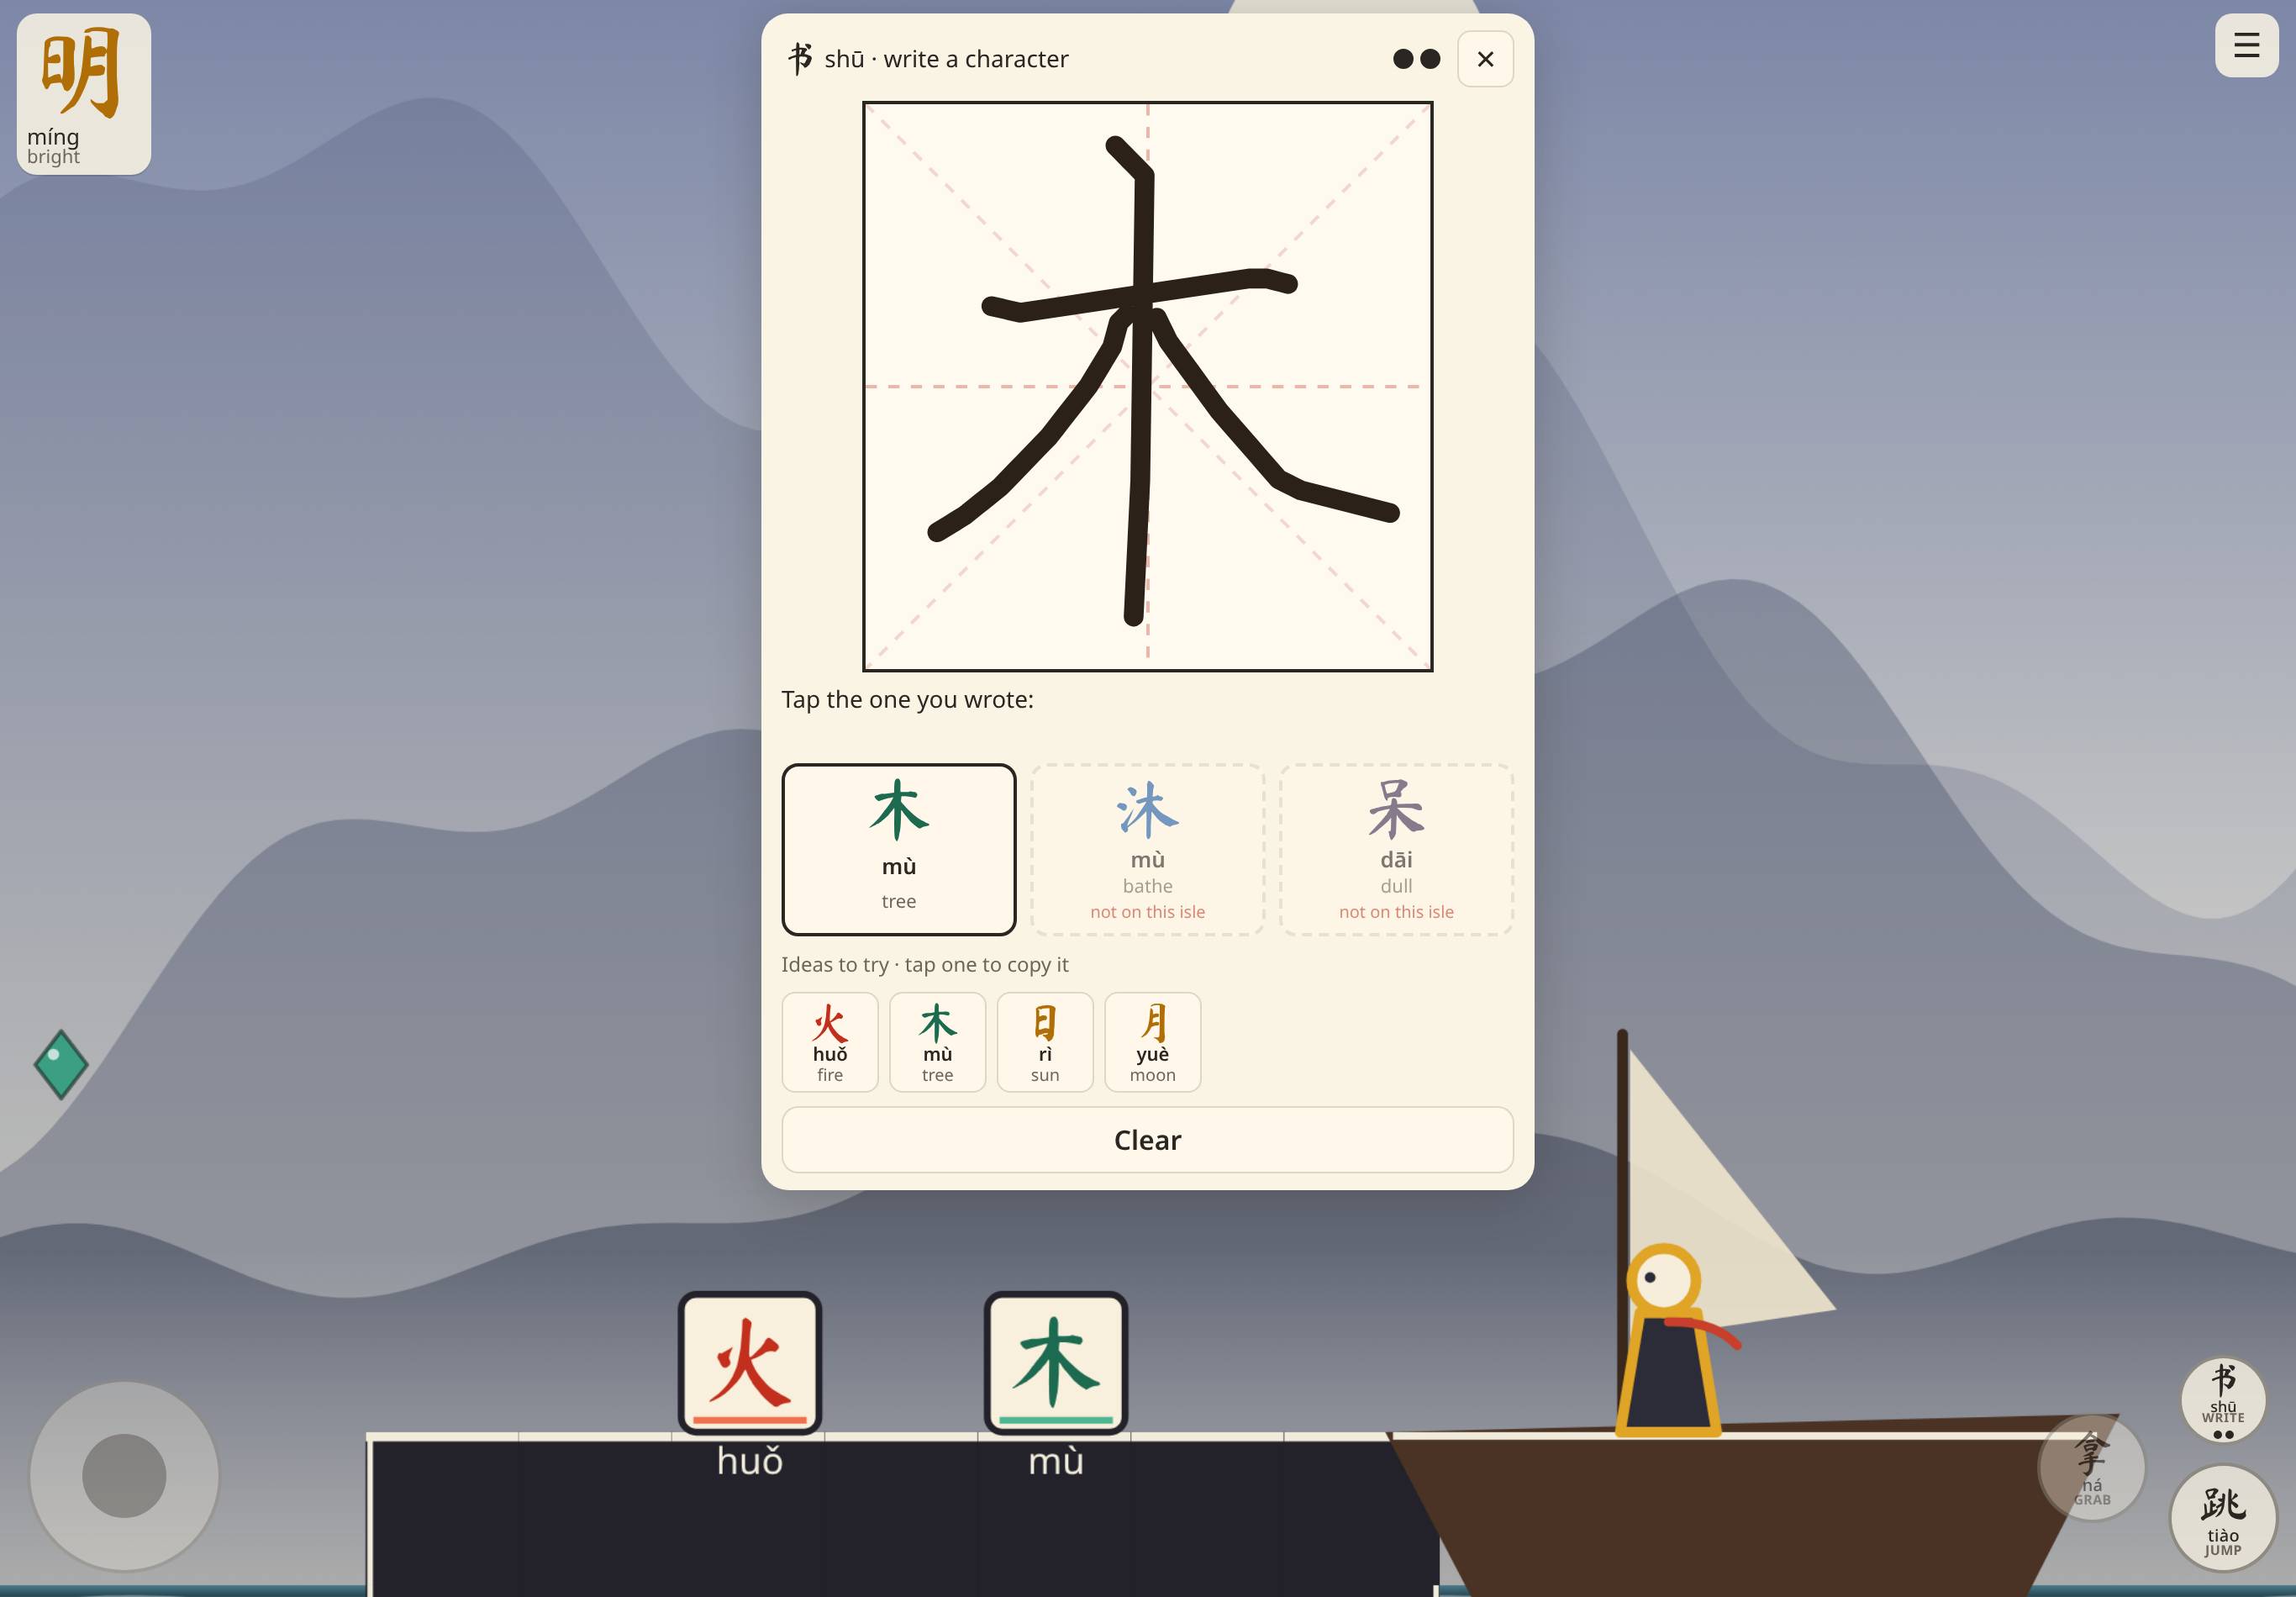 明
míng
bright
书 shū · write a character
木
Tap the one you wrote:
木
mù
tree
沐
mù
bathe
not on this isle
呆
dāi
dull
not on this isle
Ideas to try · tap one to copy it
火
huǒ
fire
木
mù
tree
日
rì
sun
月
yuè
moon
Clear
火
huǒ
木
mù
书
shū
WRITE
拿
ná
GRAB
跳
tiào
JUMP